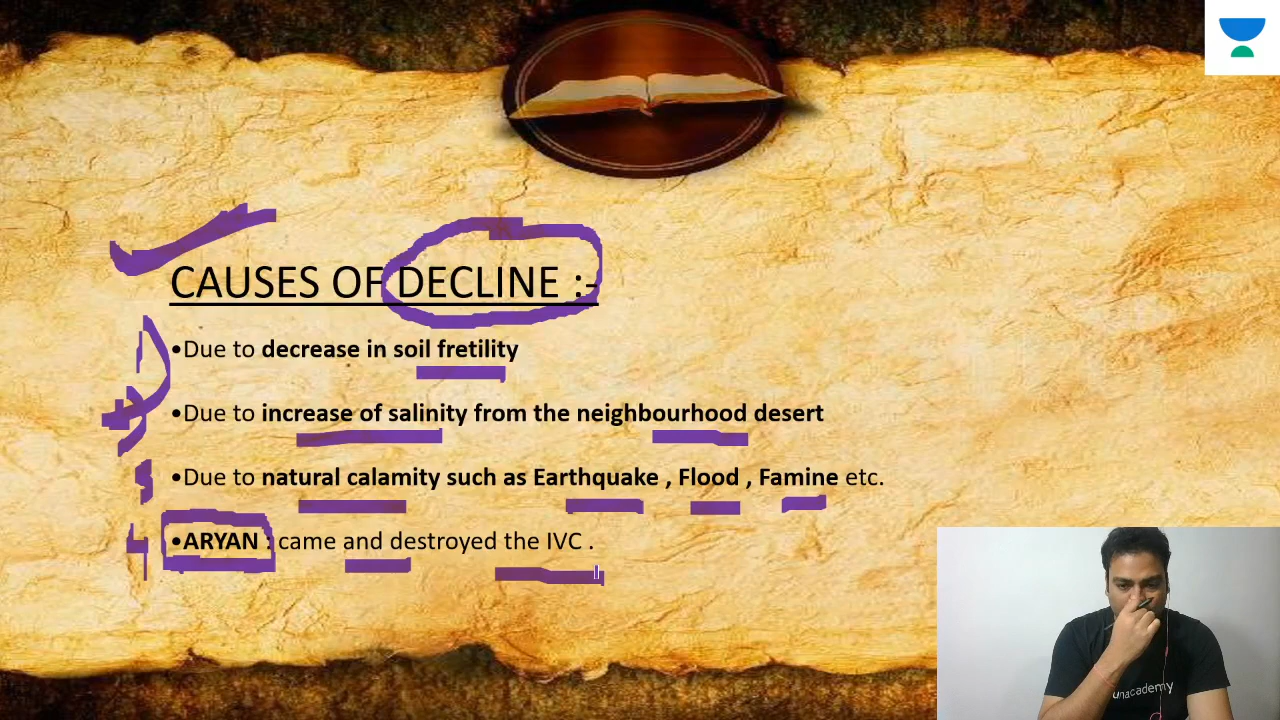 CAUSES OF DECLINE :-
•Due to decrease in soil fretility
•Due to increase of salinity from the neighbourhood desert
•Due to natural calamity such as Earthquake , Flood , Famine etc.
•ARYAN : came and destroyed the IVC .
unacademy